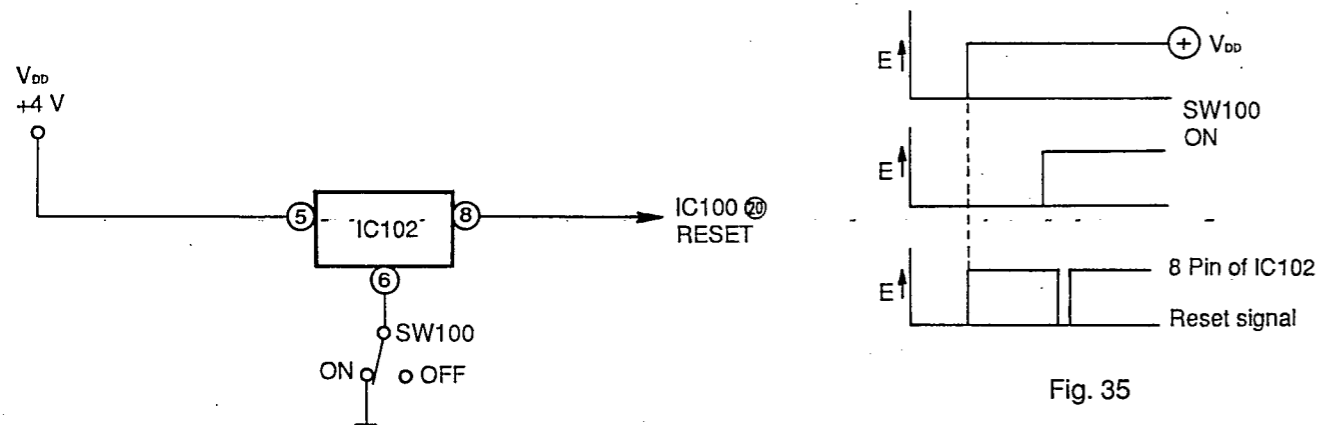 VDD
+4 V
5
IC102
8
6
IC100 ⑳
RESET
SW100
ON
OFF
E
+ VDD
SW100
ON
E
E
8 Pin of IC102
Reset signal
Fig. 35